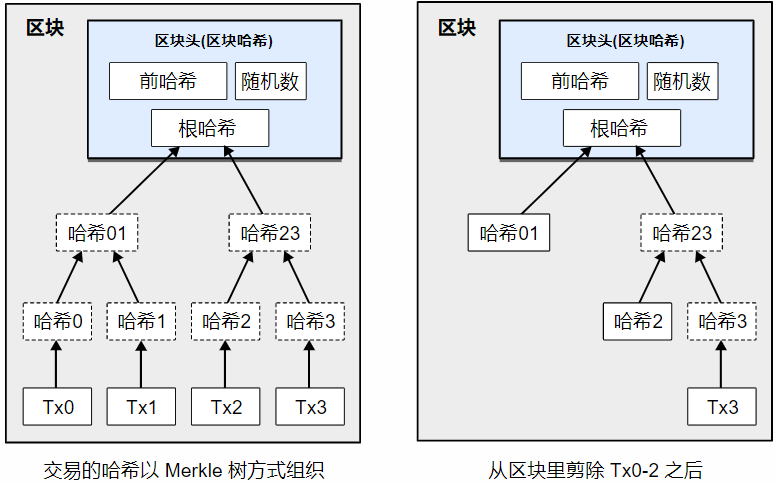 区块
区块头(区块哈希)
前哈希
随机数
根哈希
哈希01
哈希23
哈希0
哈希1
哈希2
哈希3
Tx0
Tx1
Tx2
Tx3
交易的哈希以 Merkle 树方式组织
区块
区块头(区块哈希)
前哈希
随机数
根哈希
哈希01
哈希23
哈希2
哈希3
Tx3
从区块里剪除 Tx0-2 之后